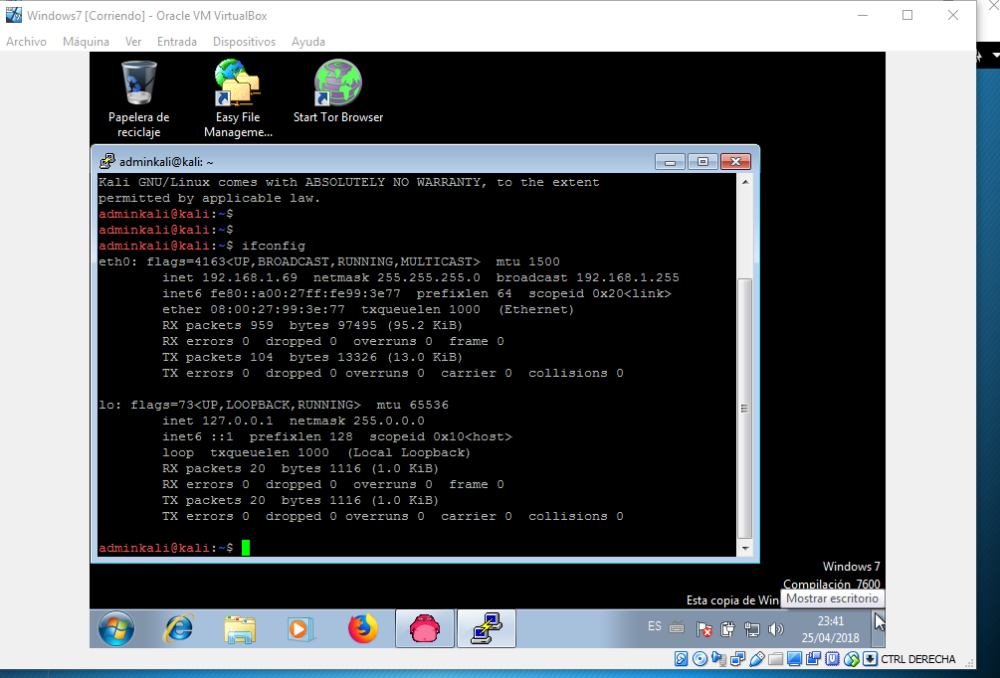 Windows7 [Corriendo] - Oracle VM VirtualBox
Archivo Máquina Ver Entrada Dispositivos Ayuda
Papelera de
reciclaje
Easy File
Manageme...
Start Tor Browser
adminkali@kali: ~
Kali GNU/Linux comes with ABSOLUTELY NO WARRANTY, to the extent
permitted by applicable law.
adminkali@kali:~$
adminkali@kali:~$
adminkali@kali:~$ ifconfig
eth0: flags=4163<UP,BROADCAST,RUNNING,MULTICAST>  mtu 1500
        inet 192.168.1.69  netmask 255.255.255.0  broadcast 192.168.1.255
        inet6 fe80::a00:27ff:fe99:3e77  prefixlen 64  scopeid 0x20<link>
        ether 08:00:27:99:3e:77  txqueuelen 1000  (Ethernet)
        RX packets 959  bytes 97495 (95.2 KiB)
        RX errors 0  dropped 0  overruns 0  frame 0
        TX packets 104  bytes 13326 (13.0 KiB)
        TX errors 0  dropped 0 overruns 0  carrier 0  collisions 0
lo: flags=73<UP,LOOPBACK,RUNNING>  mtu 65536
        inet 127.0.0.1  netmask 255.0.0.0
        inet6 ::1  prefixlen 128  scopeid 0x10<host>
        loop  txqueuelen 1000  (Local Loopback)
        RX packets 20  bytes 1116 (1.0 KiB)
        RX errors 0  dropped 0  overruns 0  frame 0
        TX packets 20  bytes 1116 (1.0 KiB)
        TX errors 0  dropped 0 overruns 0  carrier 0  collisions 0
adminkali@kali:~$
Windows 7
Compilación 7600
Esta copia de Win
Mostrar escritorio
ES
23:41
25/04/2018
CTRL DERECHA